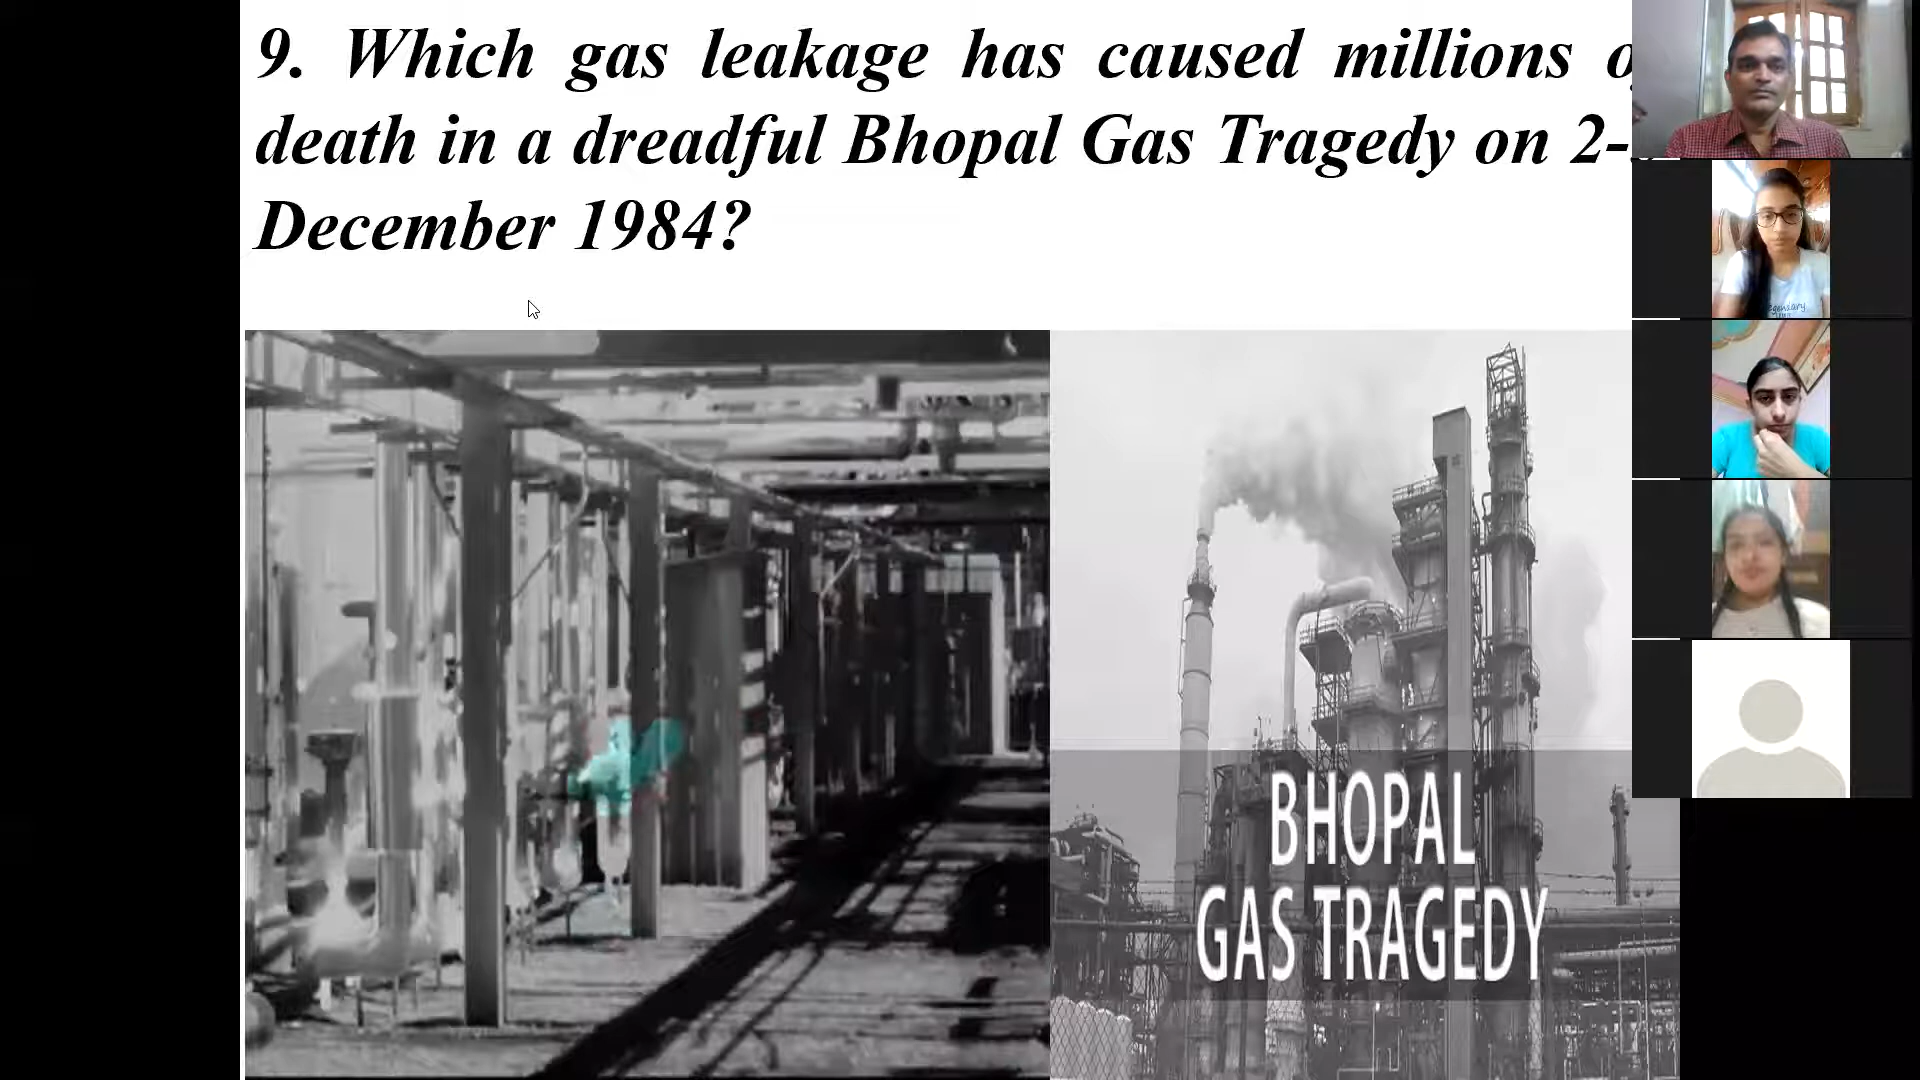 9. Which gas leakage has caused millions
death in a dreadful Bhopal Gas Tragedy on 2-
December 1984?
BHOPAL
GAS TRAGEDY